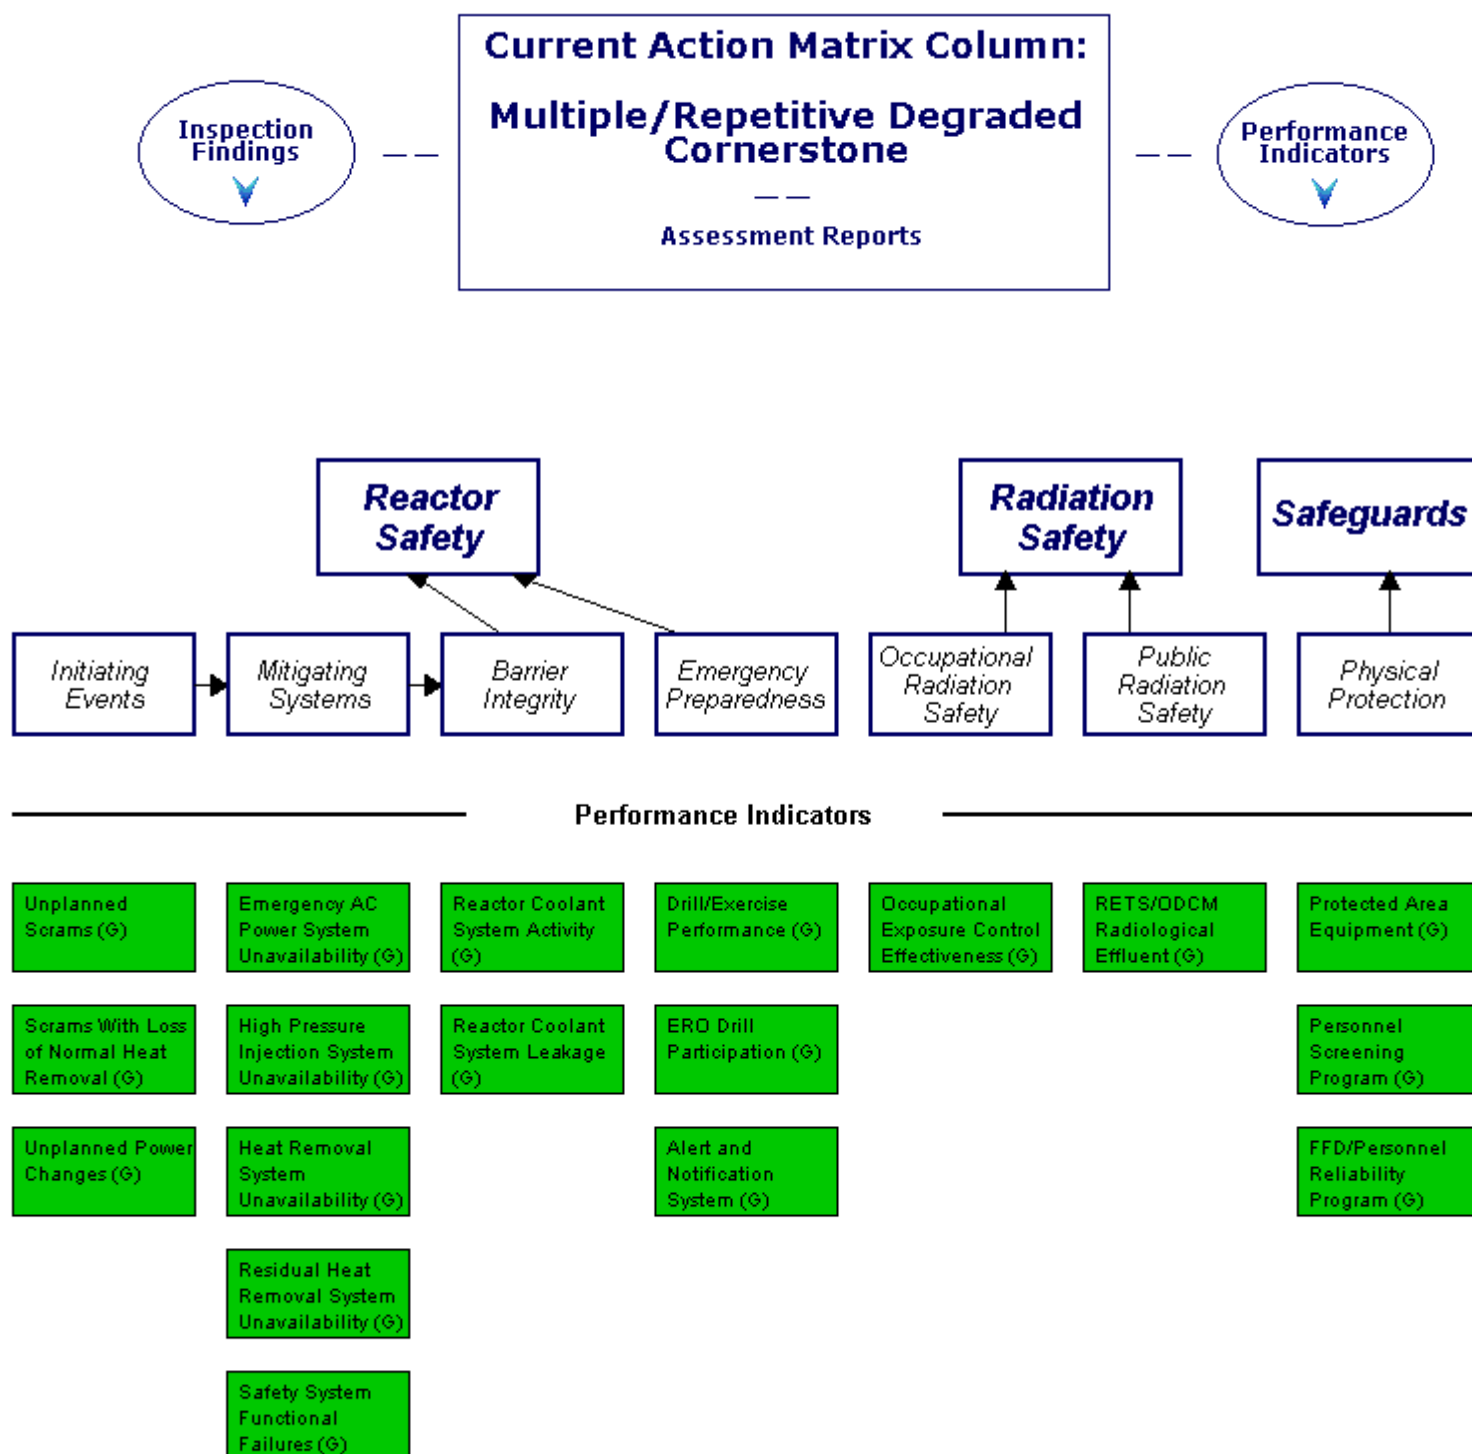 Current Action Matrix Column:
Multiple/Repetitive Degraded
Cornerstone
— —
Assessment Reports
Inspection
Findings
— —
— —
Performance
Indicators
Reactor
Safety
Radiation
Safety
Safeguards
Initiating
Events
Mitigating
Systems
Barrier
Integrity
Emergency
Preparedness
Occupational
Radiation
Safety
Public
Radiation
Safety
Physical
Protection
Performance Indicators
Unplanned
Scrams (G)
Emergency AC
Power System
Unavailability (G)
Reactor Coolant
System Activity
(G)
Drill/Exercise
Performance (G)
Occupational
Exposure Control
Effectiveness (G)
RETS/ODCM
Radiological
Effluent (G)
Protected Area
Equipment (G)
Scrams With Loss
of Normal Heat
Removal (G)
High Pressure
Injection System
Unavailability (G)
Reactor Coolant
System Leakage
(G)
ERO Drill
Participation (G)
Personnel
Screening
Program (G)
Unplanned Power
Changes (G)
Heat Removal
System
Unavailability (G)
Alert and
Notification
System (G)
FFD/Personnel
Reliability
Program (G)
Residual Heat
Removal System
Unavailability (G)
Safety System
Functional
Failures (G)